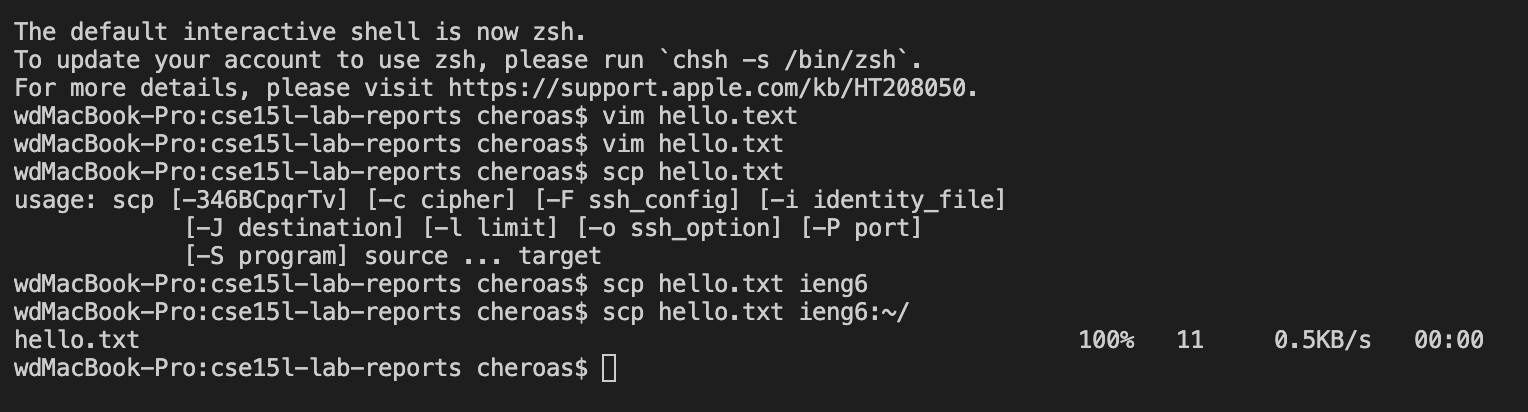 The default interactive shell is now zsh.
To update your account to use zsh, please run `chsh -s /bin/zsh`.
For more details, please visit https://support.apple.com/kb/HT208050.
wdMacBook-Pro:cse15l-lab-reports cheroas$ vim hello.text
wdMacBook-Pro:cse15l-lab-reports cheroas$ vim hello.txt
wdMacBook-Pro:cse15l-lab-reports cheroas$ scp hello.txt
usage: scp [-346BCpqrTv] [-c cipher] [-F ssh_config] [-i identity_file]
           [-J destination] [-l limit] [-o ssh_option] [-P port]
           [-S program] source ... target
wdMacBook-Pro:cse15l-lab-reports cheroas$ scp hello.txt ieng6
wdMacBook-Pro:cse15l-lab-reports cheroas$ scp hello.txt ieng6:~/
hello.txt                                                 100%   11     0.5KB/s   00:00
wdMacBook-Pro:cse15l-lab-reports cheroas$